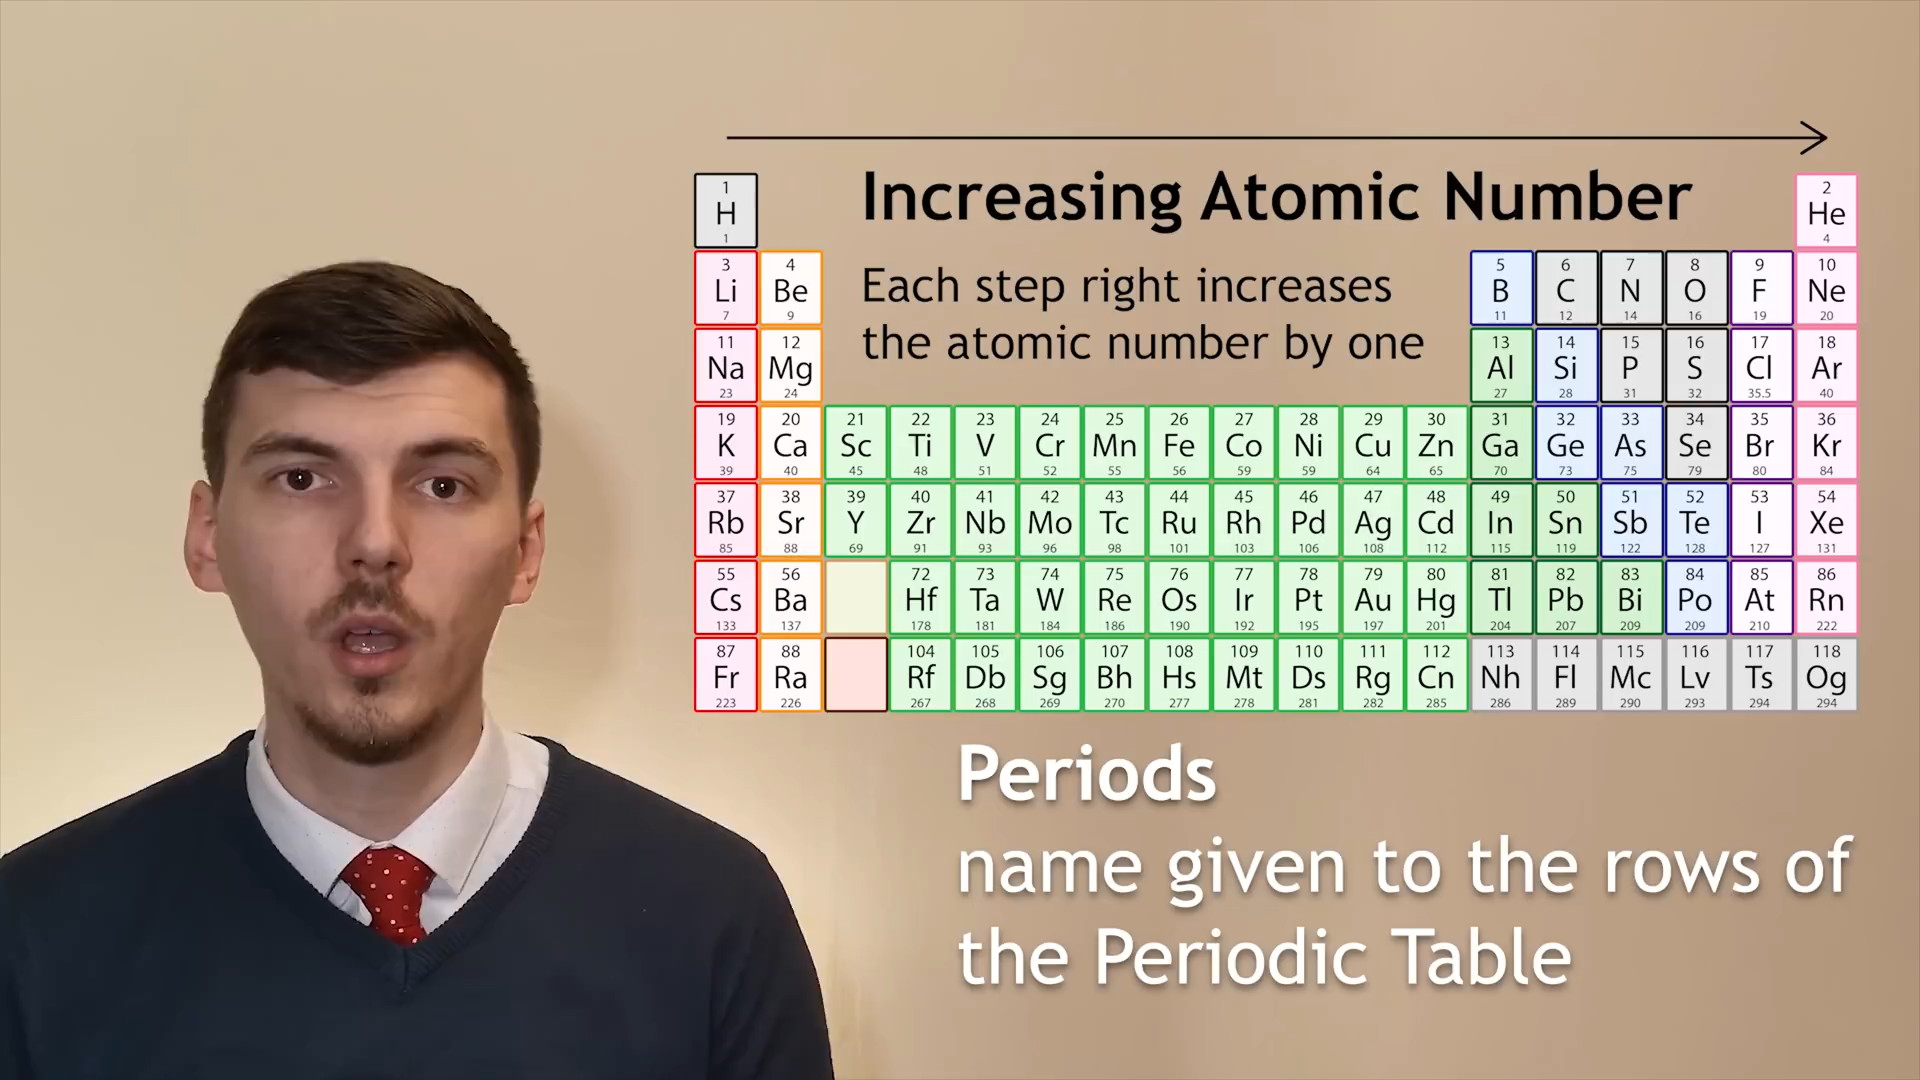 Increasing Atomic Number
1 2
H He
1 4
Each step right increases
the atomic number by one
3 4 5 6 7 8 9 10
Li Be B C N O F Ne
7 9 11 12 14 16 19 20
11 12 13 14 15 16 17 18
Na Mg Al Si P S Cl Ar
23 24 27 28 31 32 35.5 40
19 20 21 22 23 24 25 26 27 28 29 30 31 32 33 34 35 36
K Ca Sc Ti V Cr Mn Fe Co Ni Cu Zn Ga Ge As Se Br Kr
39 40 45 48 51 52 55 56 59 59 64 65 70 73 75 79 80 84
37 38 39 40 41 42 43 44 45 46 47 48 49 50 51 52 53 54
Rb Sr Y Zr Nb Mo Tc Ru Rh Pd Ag Cd In Sn Sb Te I Xe
85 88 69 91 93 96 98 101 103 106 108 112 115 119 122 128 127 131
55 56 72 73 74 75 76 77 78 79 80 81 82 83 84 85 86
Cs Ba Hf Ta W Re Os Ir Pt Au Hg Tl Pb Bi Po At Rn
133 137 178 181 184 186 190 192 195 197 201 204 207 209 209 210 222
87 88 104 105 106 107 108 109 110 111 112 113 114 115 116 117 118
Fr Ra Rf Db Sg Bh Hs Mt Ds Rg Cn Nh Fl Mc Lv Ts Og
223 226 267 268 269 270 277 278 281 282 285 286 289 290 293 294 294
Periods
name given to the rows of
the Periodic Table